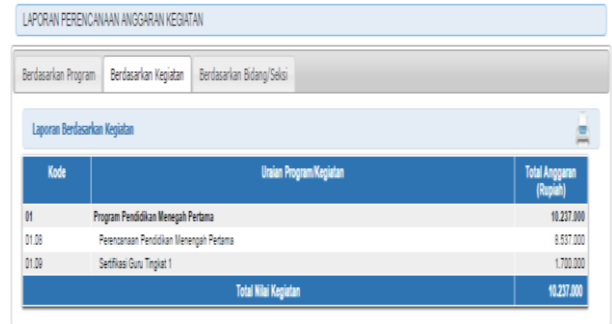 LAPORAN PERENCANAAN ANGGARAN KEGIATAN
Berdasarkan Program Berdasarkan Kegiatan Berdasarkan Bidang/Seksi
Laporan Berdasarkan Kegiatan
Kode Uraian Program/Kegiatan Total Anggaran
(Rupiah)
01 Program Pendidikan Menegah Pertama 10.237.000
01.08 Perencanaan Pendidikan Menengah Pertama 8.537.000
01.09 Sertifikasi Guru Tingkat 1 1.700.000
Total Nilai Kegiatan 10.237.000